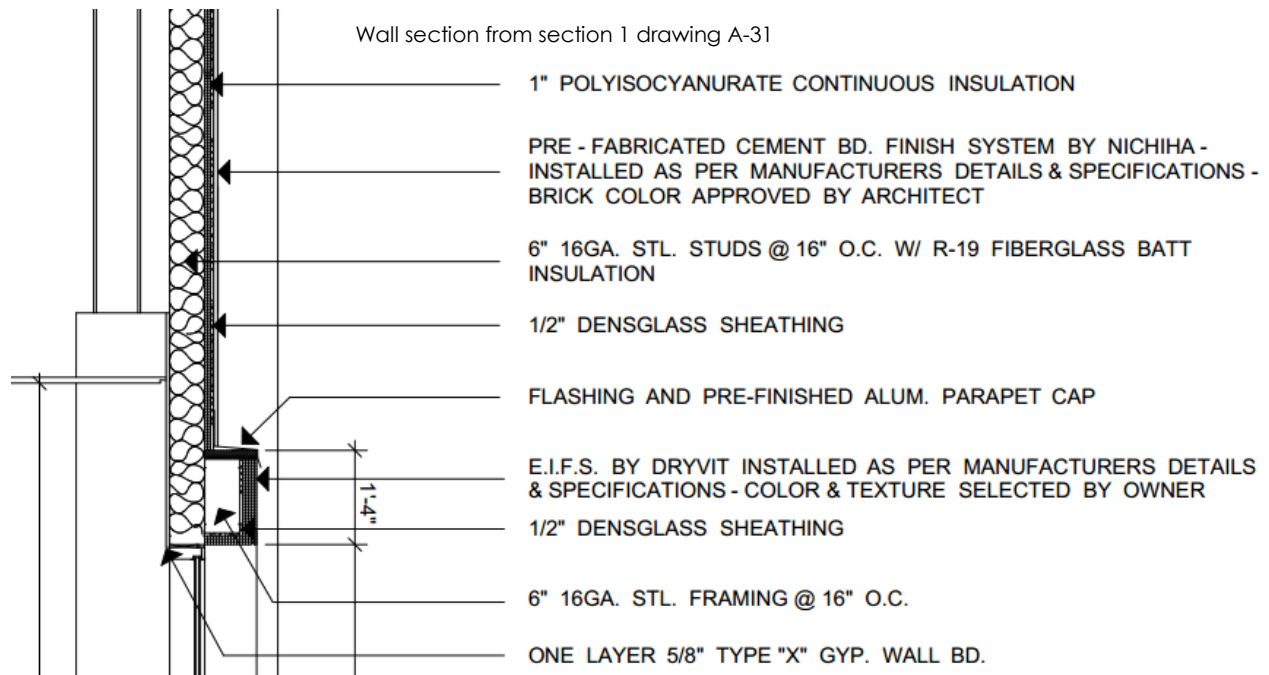 Wall section from section 1 drawing A-31
1" POLYISOCYANURATE CONTINUOUS INSULATION
PRE - FABRICATED CEMENT BD. FINISH SYSTEM BY NICHIHA -
INSTALLED AS PER MANUFACTURERS DETAILS & SPECIFICATIONS -
BRICK COLOR APPROVED BY ARCHITECT
6" 16GA. STL. STUDS @ 16" O.C. W/ R-19 FIBERGLASS BATT
INSULATION
1/2" DENSGLASS SHEATHING
FLASHING AND PRE-FINISHED ALUM. PARAPET CAP
E.I.F.S. BY DRYVIT INSTALLED AS PER MANUFACTURERS DETAILS
& SPECIFICATIONS - COLOR & TEXTURE SELECTED BY OWNER
1'-4"
1/2" DENSGLASS SHEATHING
6" 16GA. STL. FRAMING @ 16" O.C.
ONE LAYER 5/8" TYPE "X" GYP. WALL BD.